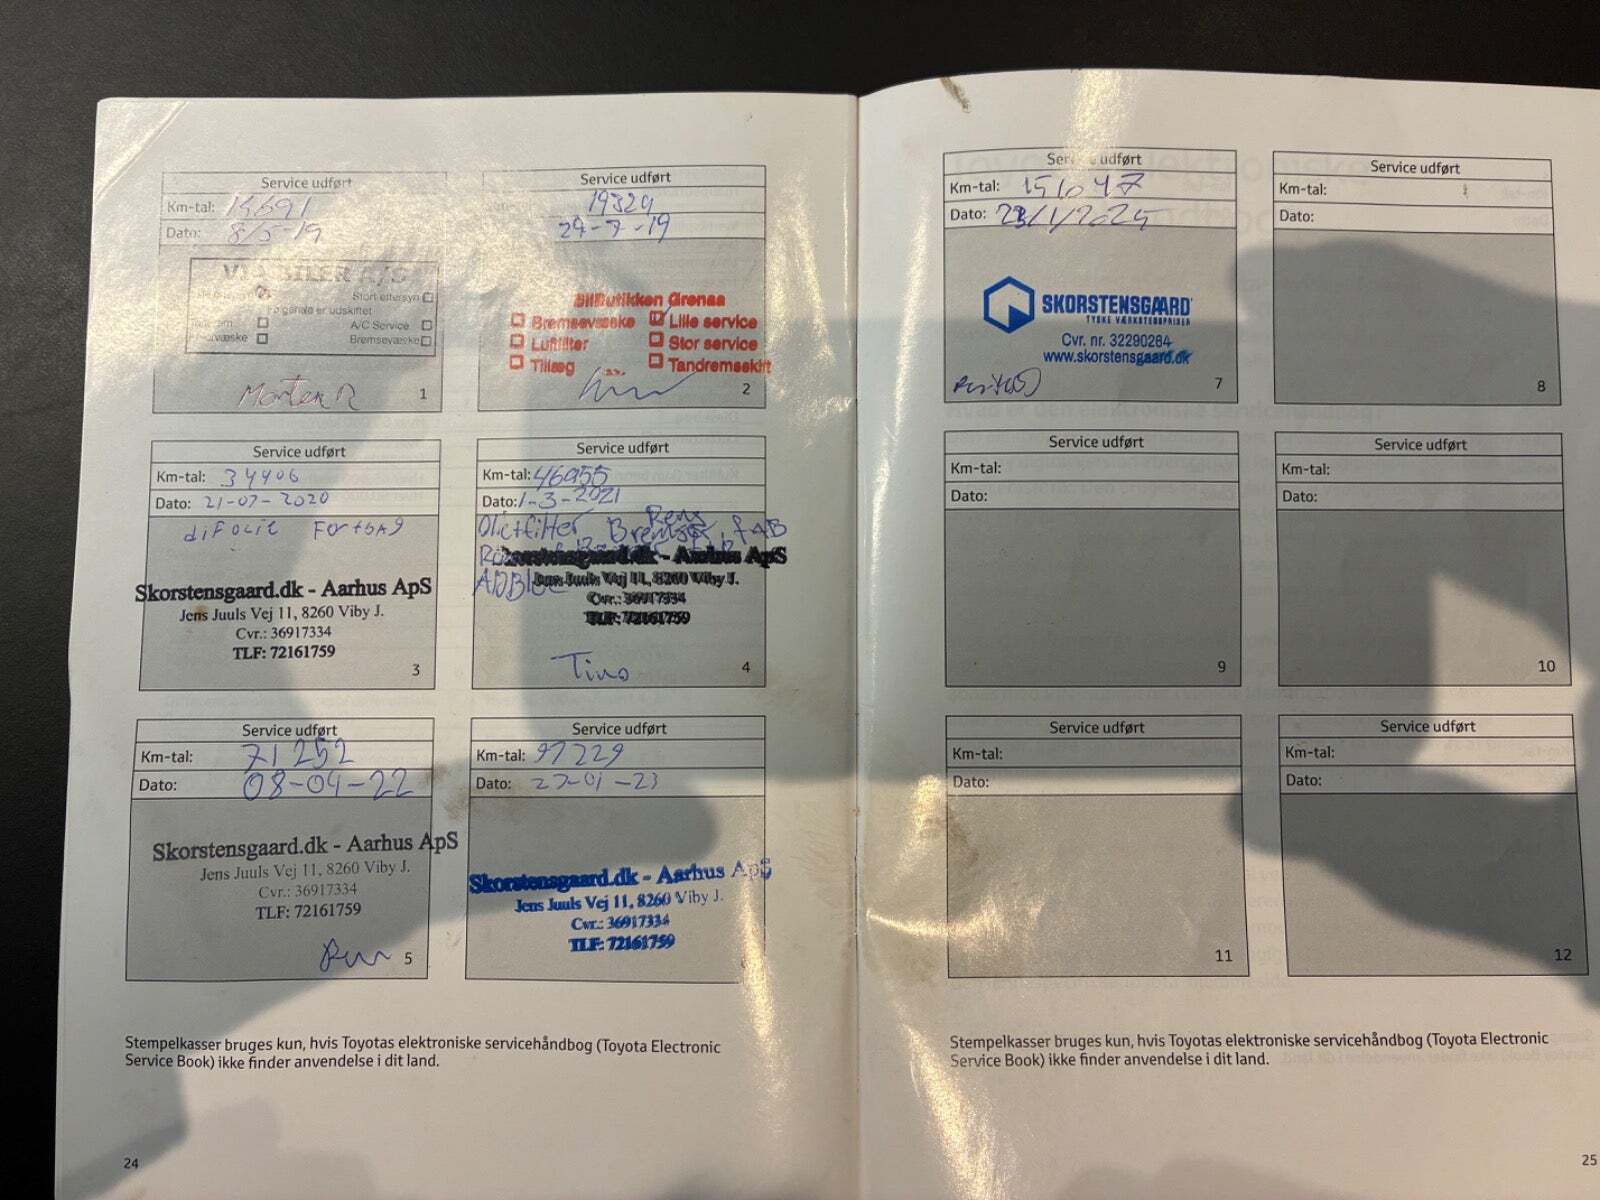 Service udført
Km-tal:
Dato: 8/5-19
VIA BILER A/S
Stort eftersyn
er udskiftet
A/C Service
Bremsevæske
Morten R
1
Service udført
19329
29-7-19
BilButikken Grenaa
Bremsevæske
Lille service
Luftfilter
Stor service
Tillæg
Tandremsskift
2
Service udført
Km-tal: 34406
Dato: 21-07-2020
Skorstensgaard.dk - Aarhus ApS
Jens Juuls Vej 11, 8260 Viby J.
Cvr.: 36917334
TLF: 72161759
3
Service udført
Km-tal: 46955
Dato: 1-3-2021
Olietfilter, Rens Bremser, fAB
Skorstensgaard.dk - Aarhus ApS
ADBlue
Jens Juuls Vej 11, 8260 Viby J.
Cvr.: 36917334
TLF: 72161759
Tino
4
Service udført
Km-tal: 71252
Dato: 08-04-22
Skorstensgaard.dk - Aarhus ApS
Jens Juuls Vej 11, 8260 Viby J.
Cvr.: 36917334
TLF: 72161759
5
Service udført
Km-tal: 97229
Dato: 27-01-23
Skorstensgaard.dk - Aarhus ApS
Jens Juuls Vej 11, 8260 Viby J.
Cvr.: 36917334
TLF: 72161759
Stempelkasser bruges kun, hvis Toyotas elektroniske servicehåndbog (Toyota Electronic
Service Book) ikke finder anvendelse i dit land.
24
Service udført
Km-tal: 151047
Dato:
SKORSTENSGAARD
TYSKE VÆRKSTEDSPRISER
Cvr. nr. 32290284
www.skorstensgaard.dk
7
Service udført
Km-tal:
Dato:
8
Service udført
Km-tal:
Dato:
9
Service udført
Km-tal:
Dato:
10
Service udført
Km-tal:
Dato:
11
Service udført
Km-tal:
Dato:
12
Stempelkasser bruges kun, hvis Toyotas elektroniske servicehåndbog (Toyota Electronic
Service Book) ikke finder anvendelse i dit land.
25